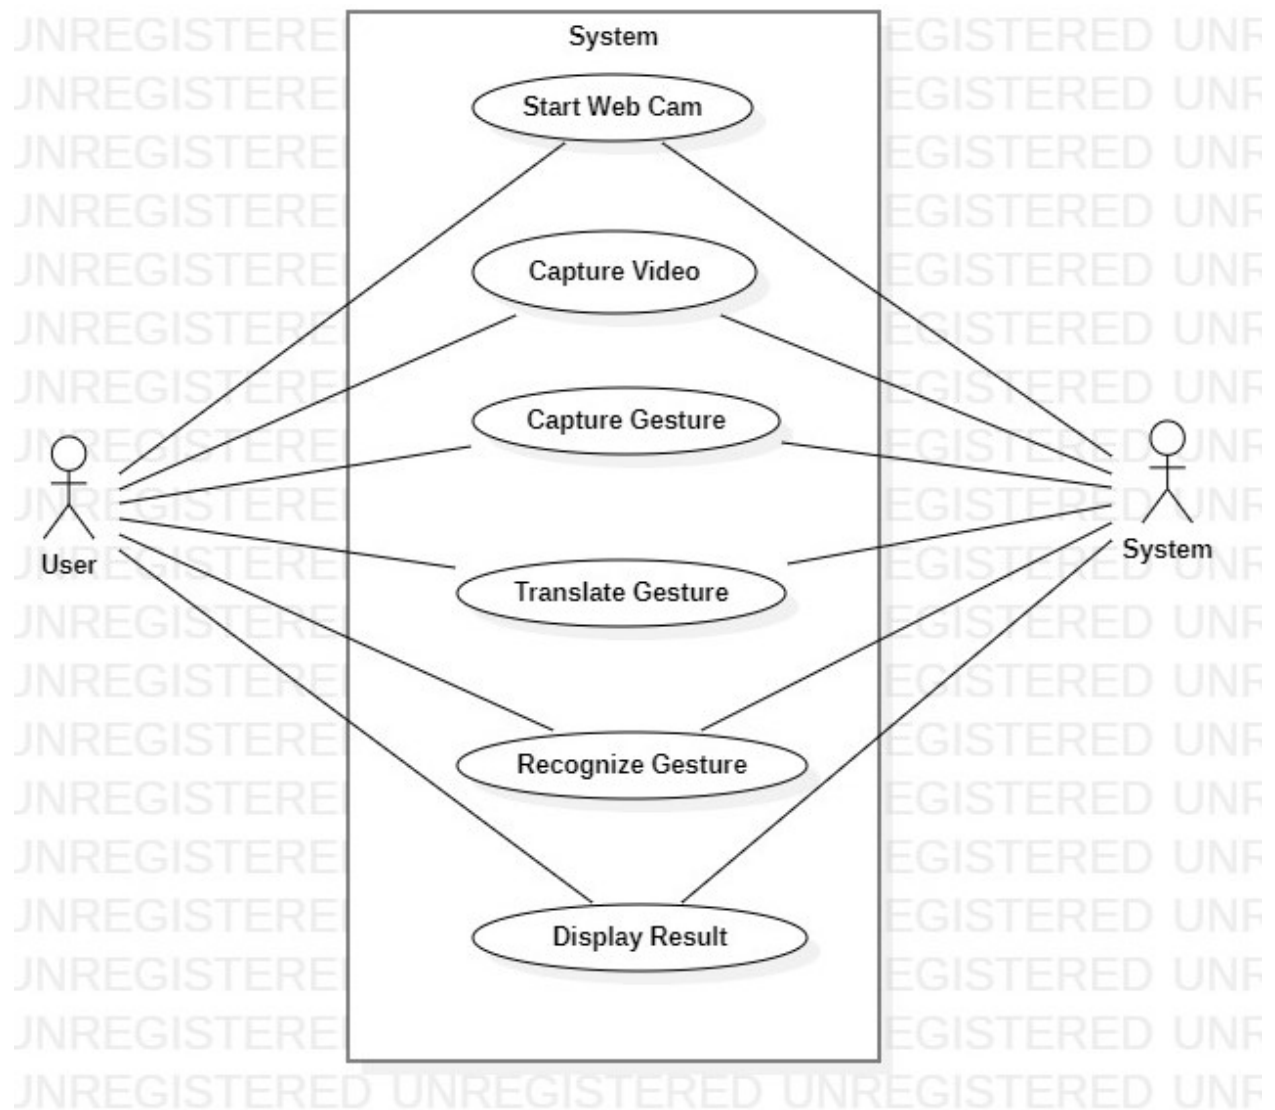 System
Start Web Cam
Capture Video
Capture Gesture
Translate Gesture
Recognize Gesture
Display Result
User
System
UNREGISTERED UNREGISTERED UNREGISTERED